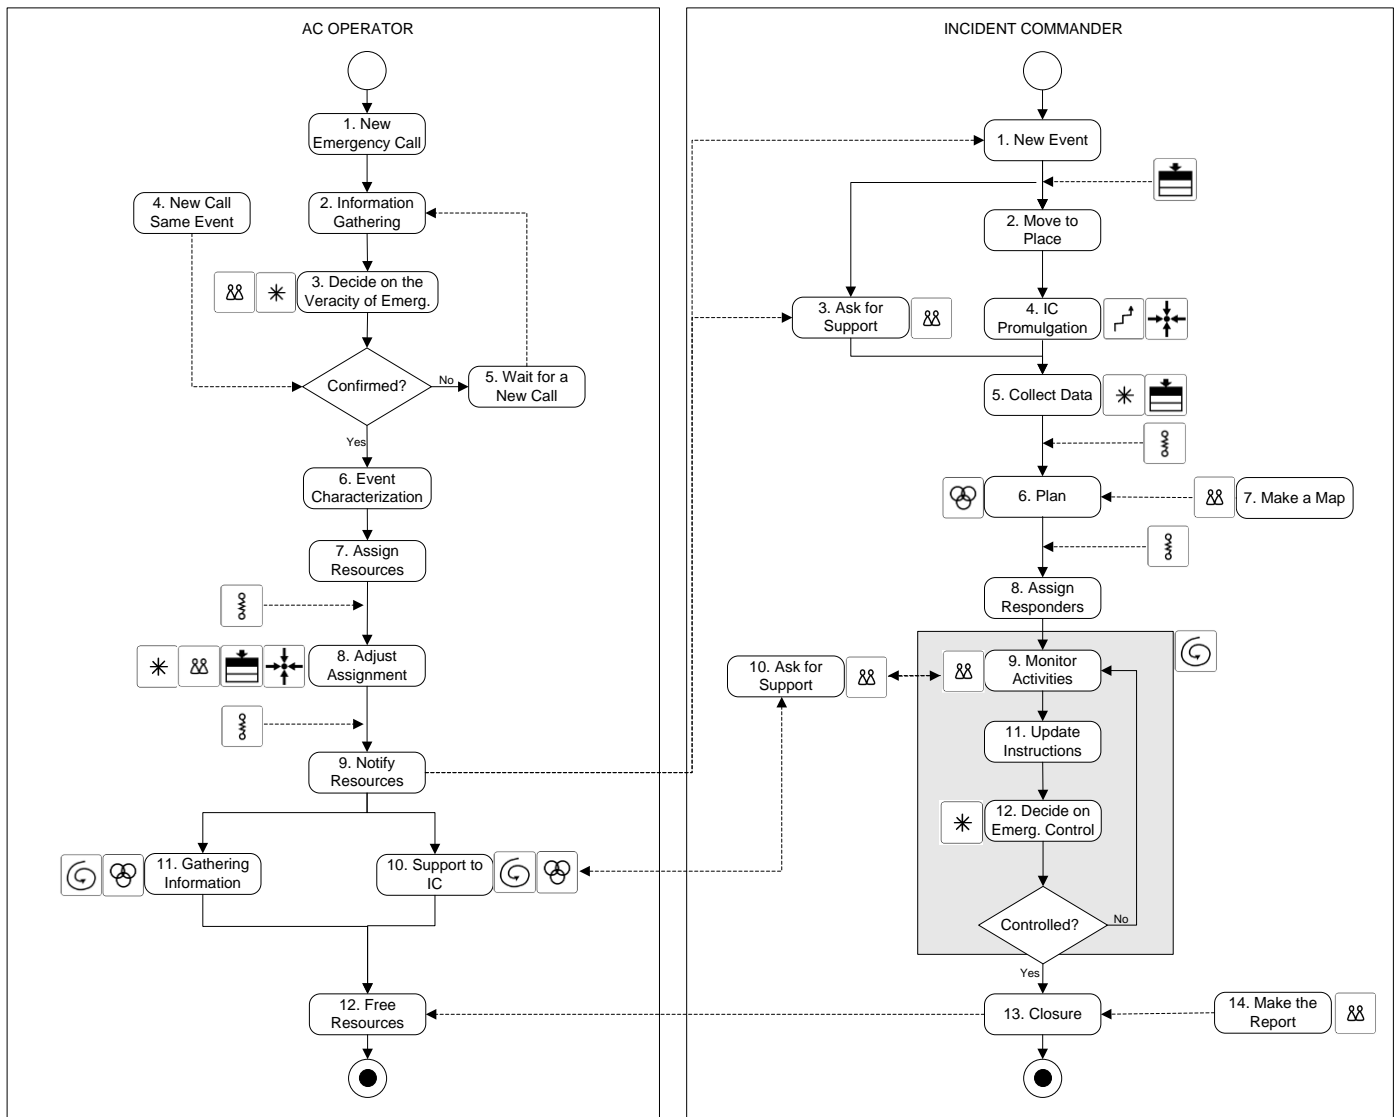 AC OPERATOR
1. New
Emergency Call
2. Information
Gathering
4. New Call
Same Event
3. Decide on the
Veracity of Emerg.
Confirmed?
No
5. Wait for a
New Call
Yes
6. Event
Characterization
7. Assign
Resources
8. Adjust
Assignment
9. Notify
Resources
11. Gathering
Information
10. Support to
IC
12. Free
Resources
INCIDENT COMMANDER
1. New Event
2. Move to
Place
3. Ask for
Support
4. IC
Promulgation
5. Collect Data
6. Plan
7. Make a Map
8. Assign
Responders
9. Monitor
Activities
10. Ask for
Support
11. Update
Instructions
12. Decide on
Emerg. Control
Controlled?
No
Yes
13. Closure
14. Make the
Report